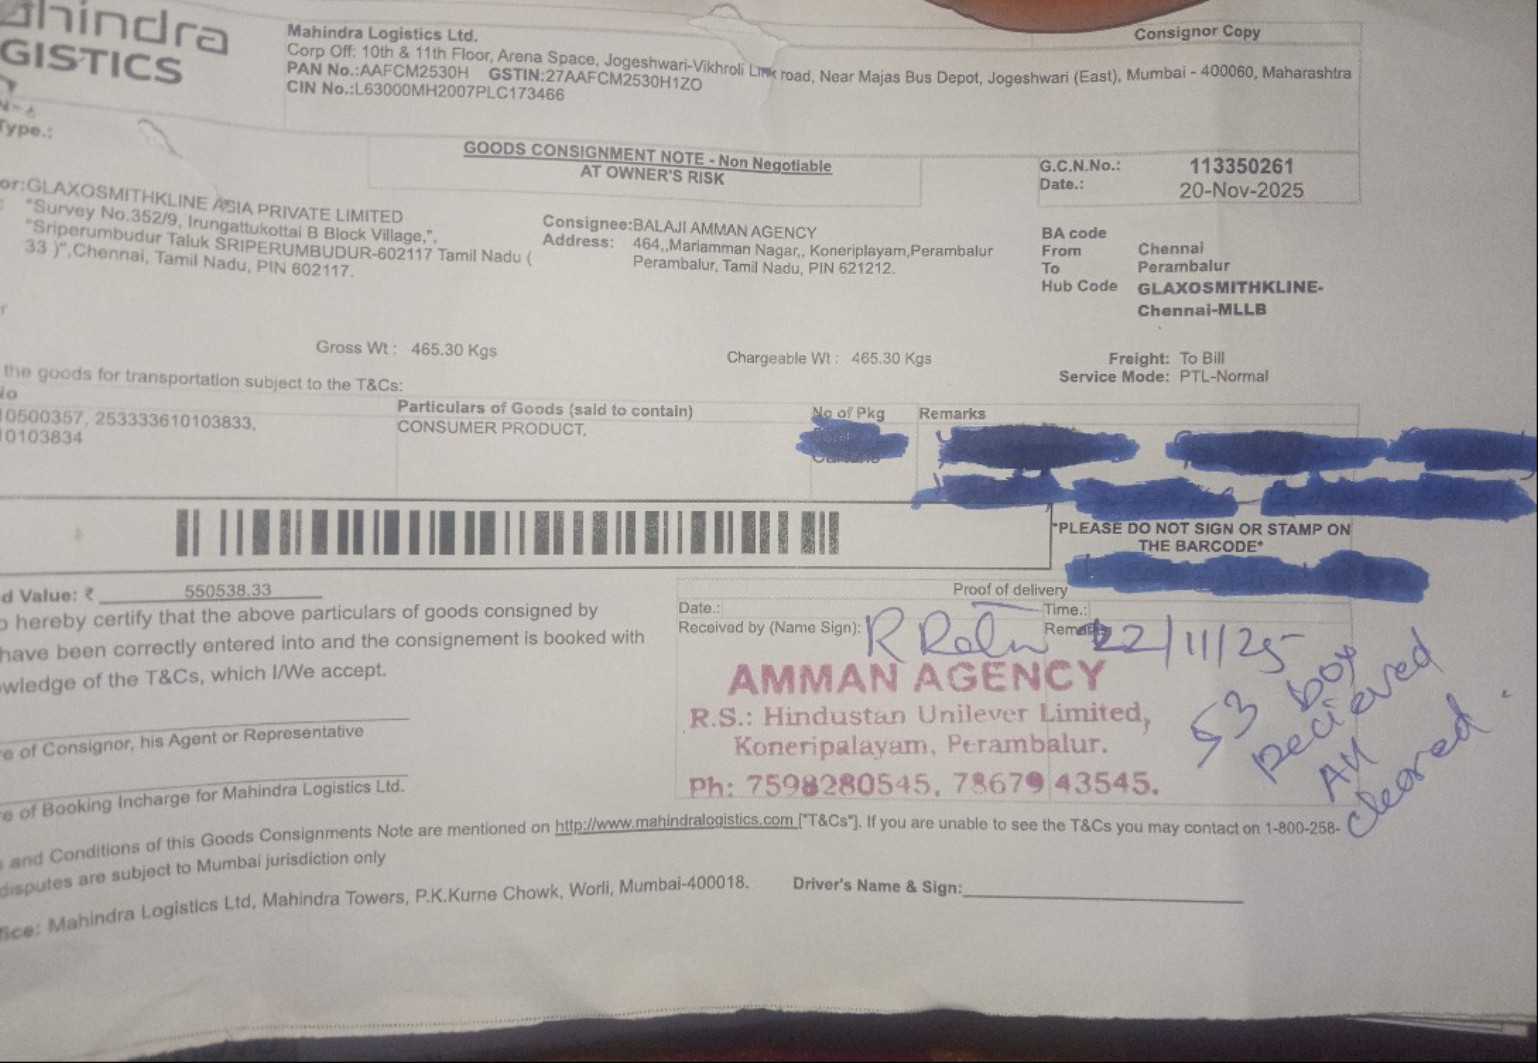 ahindra
GISTICS
Mahindra Logistics Ltd.
Corp Off: 10th & 11th Floor, Arena Space, Jogeshwari-Vikhroli Link road, Near Majas Bus Depot, Jogeshwari (East), Mumbai - 400060, Maharashtra
PAN No.:AAFCM2530H GSTIN:27AAFCM2530H1ZO
CIN No.:L63000MH2007PLC173466
Consignor Copy
Type.:
GOODS CONSIGNMENT NOTE - Non Negotiable
AT OWNER'S RISK
G.C.N.No.: 113350261
Date.: 20-Nov-2025
or:GLAXOSMITHKLINE ASIA PRIVATE LIMITED
"Survey No.352/9, Irungattukottai B Block Village,",
"Sriperumbudur Taluk SRIPERUMBUDUR-602117 Tamil Nadu (
33 )",Chennai, Tamil Nadu, PIN 602117.
Consignee:BALAJI AMMAN AGENCY
Address: 464,,Mariamman Nagar,, Koneriplayam,Perambalur
Perambalur, Tamil Nadu, PIN 621212.
BA code
From Chennai
To Perambalur
Hub Code GLAXOSMITHKLINE-
Chennai-MLLB
Gross Wt : 465.30 Kgs
Chargeable Wt : 465.30 Kgs
Freight: To Bill
Service Mode: PTL-Normal
the goods for transportation subject to the T&Cs:
No
10500357, 253333610103833,
10103834
Particulars of Goods (said to contain)
CONSUMER PRODUCT,
No of Pkg
Remarks
*PLEASE DO NOT SIGN OR STAMP ON
THE BARCODE*
d Value: ₹ 550538.33
o hereby certify that the above particulars of goods consigned by
have been correctly entered into and the consignement is booked with
wledge of the T&Cs, which I/We accept.
Proof of delivery
Date.:
Time.:
Received by (Name Sign):
Remarks
22/11/25
53 box
recieved
All
cleared.
AMMAN AGENCY
R.S.: Hindustan Unilever Limited,
Koneripalayam, Perambalur.
Ph: 7598280545, 78679 43545.
re of Consignor, his Agent or Representative
re of Booking Incharge for Mahindra Logistics Ltd.
s and Conditions of this Goods Consignments Note are mentioned on http://www.mahindralogistics.com ["T&Cs"]. If you are unable to see the T&Cs you may contact on 1-800-258-
disputes are subject to Mumbai jurisdiction only
fice: Mahindra Logistics Ltd, Mahindra Towers, P.K.Kurne Chowk, Worli, Mumbai-400018.
Driver's Name & Sign: